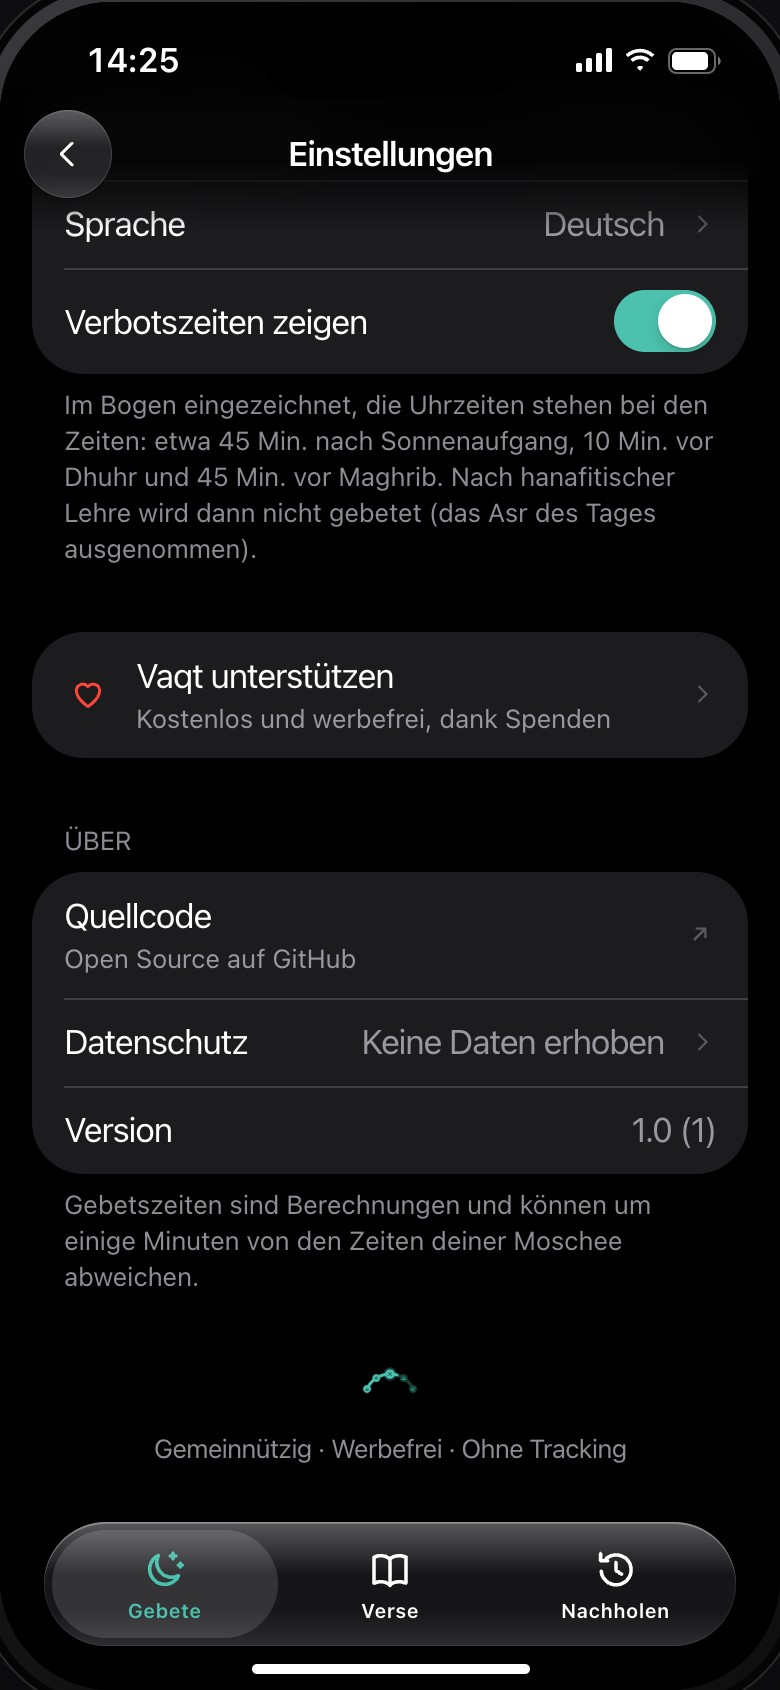 14:25
Einstellungen
Sprache Deutsch
Verbotszeiten zeigen
Im Bogen eingezeichnet, die Uhrzeiten stehen bei den
Zeiten: etwa 45 Min. nach Sonnenaufgang, 10 Min. vor
Dhuhr und 45 Min. vor Maghrib. Nach hanafitischer
Lehre wird dann nicht gebetet (das Asr des Tages
ausgenommen).
Vaqt unterstützen
Kostenlos und werbefrei, dank Spenden
ÜBER
Quellcode
Open Source auf GitHub
Datenschutz Keine Daten erhoben
Version 1.0 (1)
Gebetszeiten sind Berechnungen und können um
einige Minuten von den Zeiten deiner Moschee
abweichen.
Gemeinnützig · Werbefrei · Ohne Tracking
Gebete Verse Nachholen